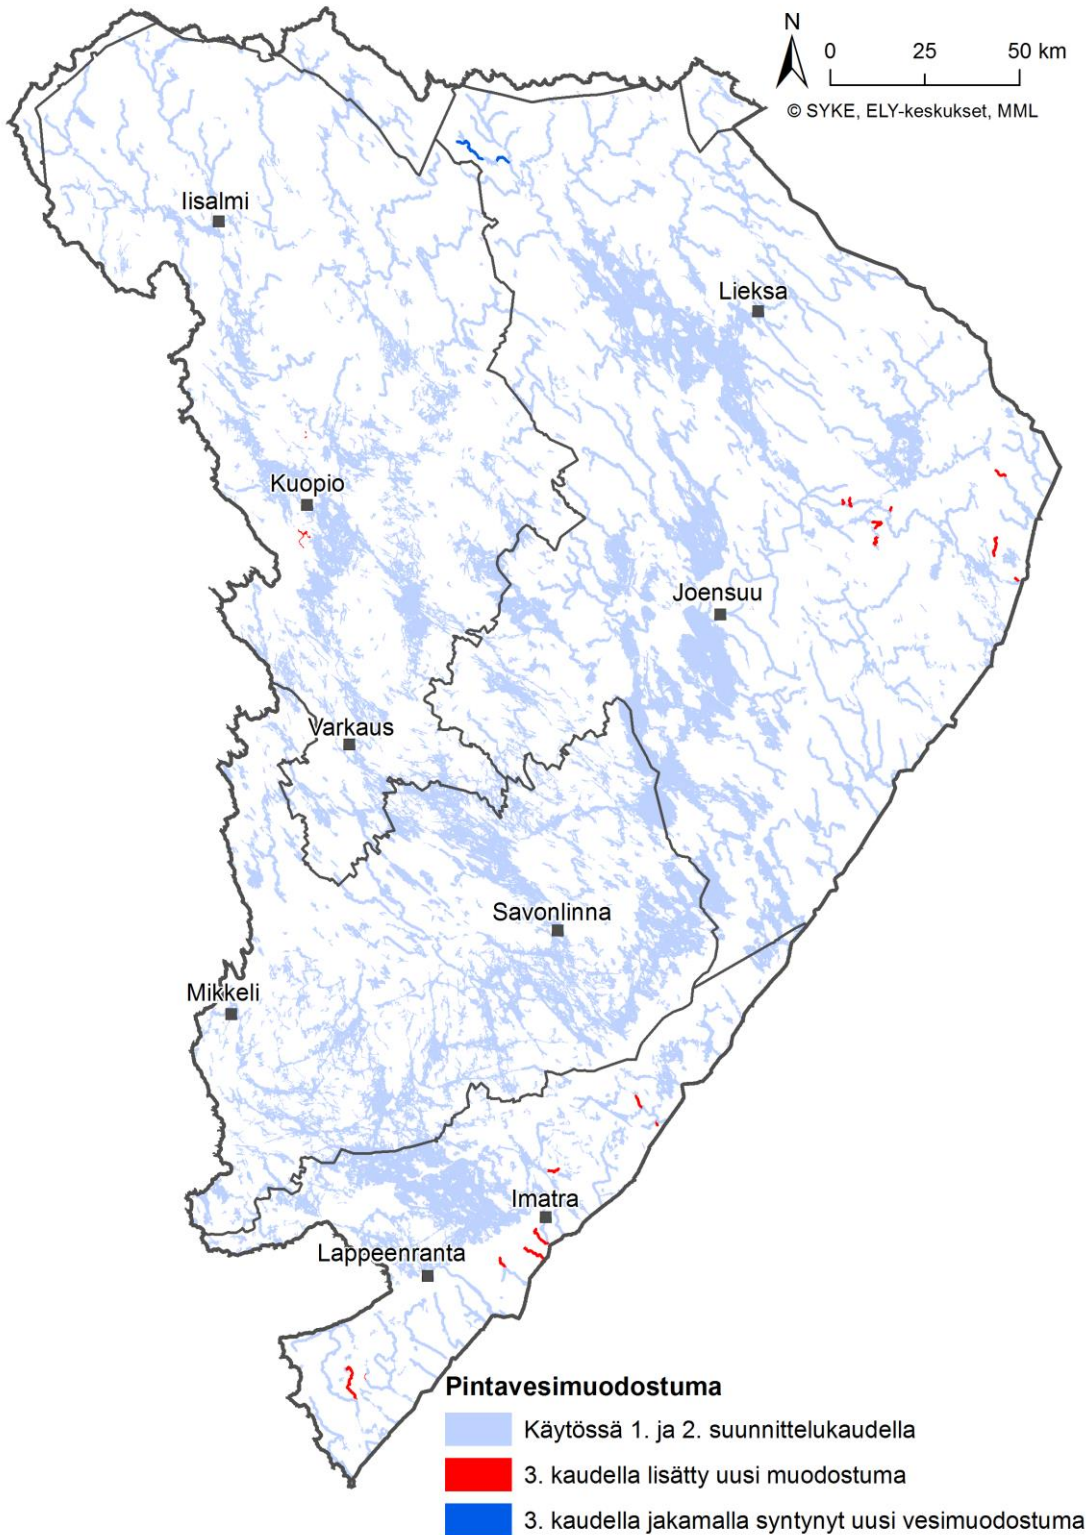 N
0 25 50 km
© SYKE, ELY-keskukset, MML
Iisalmi
Lieksa
Kuopio
Joensuu
Varkaus
Savonlinna
Mikkeli
Imatra
Lappeenranta
Pintavesimuodostuma
Käytössä 1. ja 2. suunnittelukaudella
3. kaudella lisätty uusi muodostuma
3. kaudella jakamalla syntynyt uusi vesimuodostuma